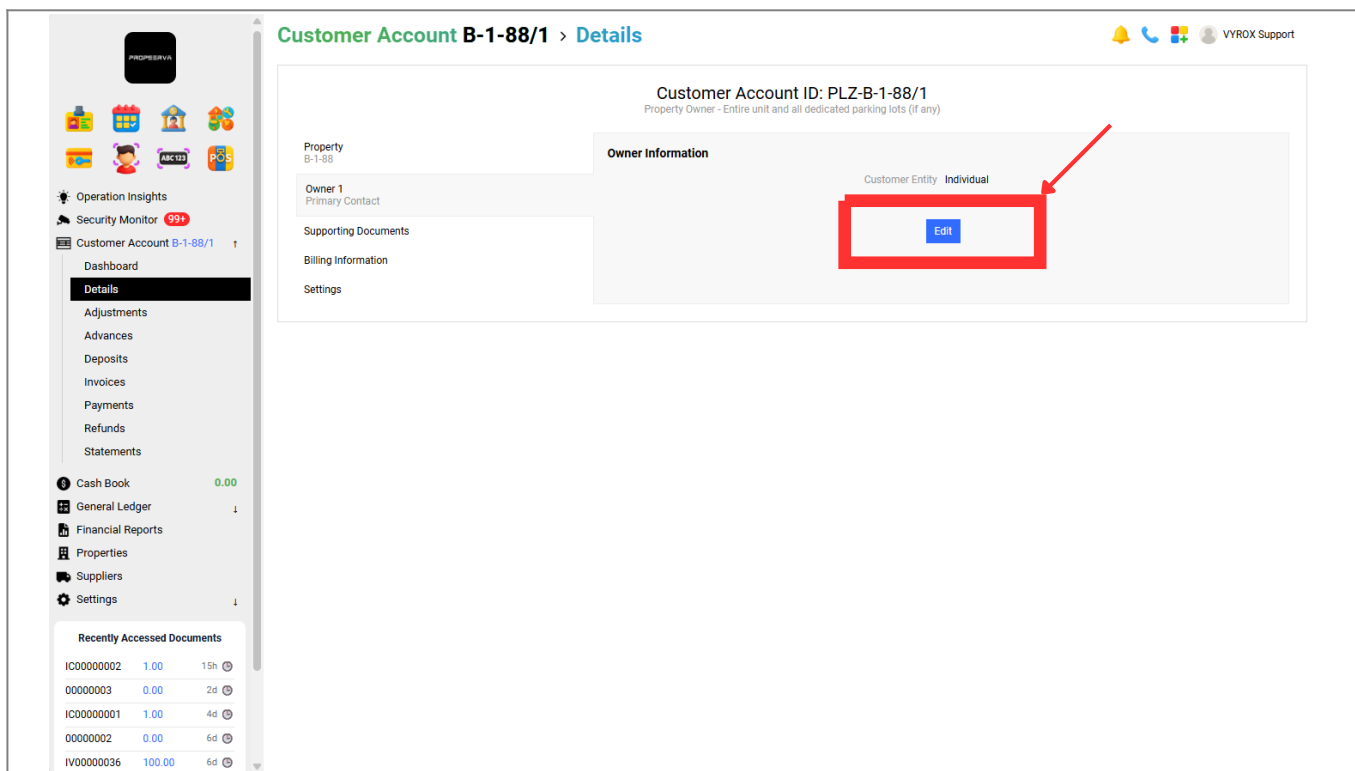 PROPSERVA
ABC 123
POS
Operation Insights
Security Monitor 99+
Customer Account B-1-88/1 ↑
Dashboard
Details
Adjustments
Advances
Deposits
Invoices
Payments
Refunds
Statements
Cash Book 0.00
General Ledger ↓
Financial Reports
Properties
Suppliers
Settings ↓
Recently Accessed Documents
IC00000002 1.00 15h
00000003 0.00 2d
IC00000001 1.00 4d
00000002 0.00 6d
IV00000036 100.00 6d
Customer Account B-1-88/1 › Details
VYROX Support
Customer Account ID: PLZ-B-1-88/1
Property Owner - Entire unit and all dedicated parking lots (if any)
Property
B-1-88
Owner 1
Primary Contact
Supporting Documents
Billing Information
Settings
Owner Information
Customer Entity Individual
Edit